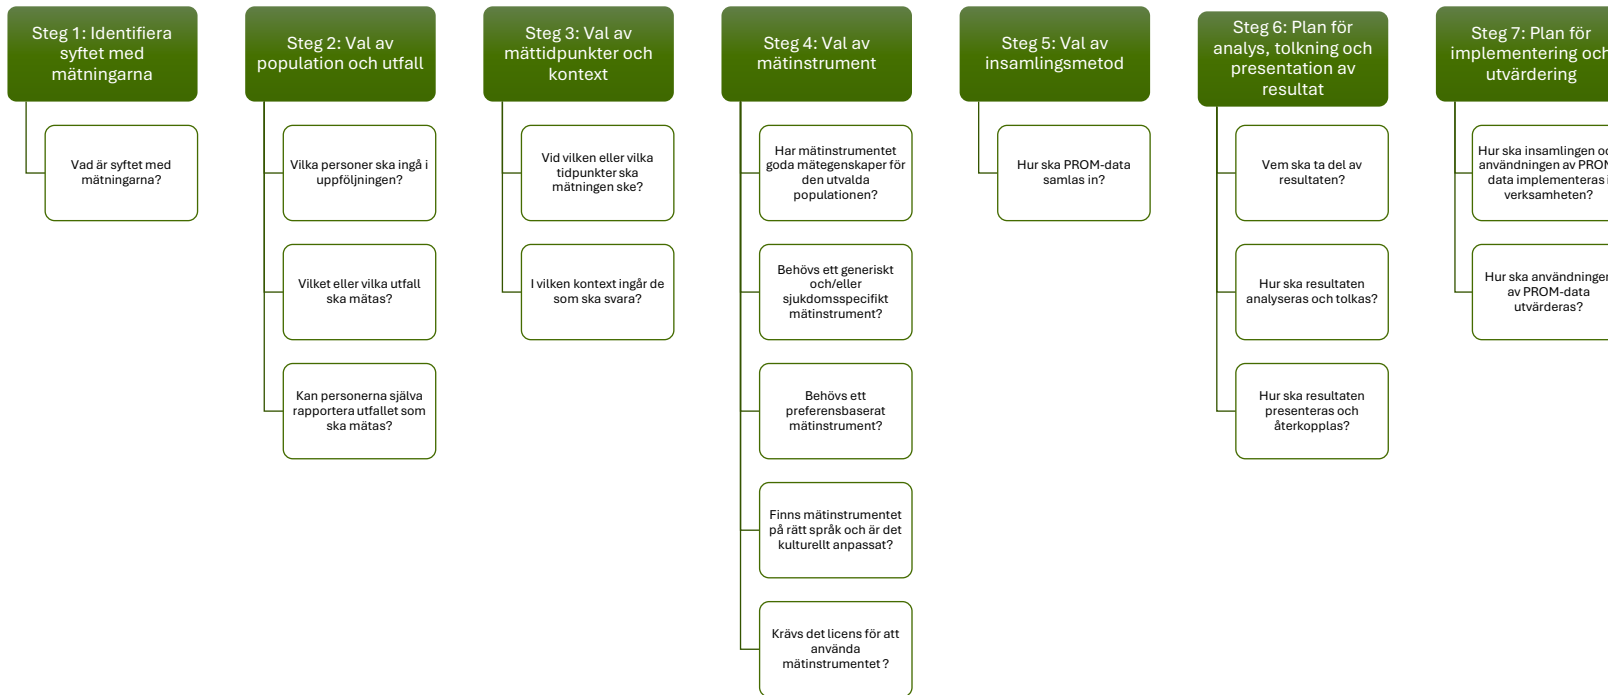 Steg 1: Identifiera
syftet med
mätningarna
Vad är syftet med
mätningarna?
Steg 2: Val av
population och utfall
Vilka personer ska ingå i
uppföljningen?
Vilket eller vilka utfall
ska mätas?
Kan personerna själva
rapportera utfallet som
ska mätas?
Steg 3: Val av
mättidpunkter och
kontext
Vid vilken eller vilka
tidpunkter ska
mätningen ske?
I vilken kontext ingår de
som ska svara?
Steg 4: Val av
mätinstrument
Har mätinstrumentet
goda mätegenskaper för
den utvalda
populationen?
Behövs ett generiskt
och/eller
sjukdomsspecifikt
mätinstrument?
Behövs ett
preferensbaserat
mätinstrument?
Finns mätinstrumentet
på rätt språk och är det
kulturellt anpassat?
Krävs det licens för att
använda
mätinstrumentet?
Steg 5: Val av
insamlingsmetod
Hur ska PROM-data
samlas in?
Steg 6: Plan för
analys, tolkning och
presentation av
resultat
Vem ska ta del av
resultaten?
Hur ska resultaten
analyseras och tolkas?
Hur ska resultaten
presenteras och
återkopplas?
Steg 7: Plan för
implementering och
utvärdering
Hur ska insamlingen och
användningen av PROM-
data implementeras i
verksamheten?
Hur ska användningen
av PROM-data
utvärderas?